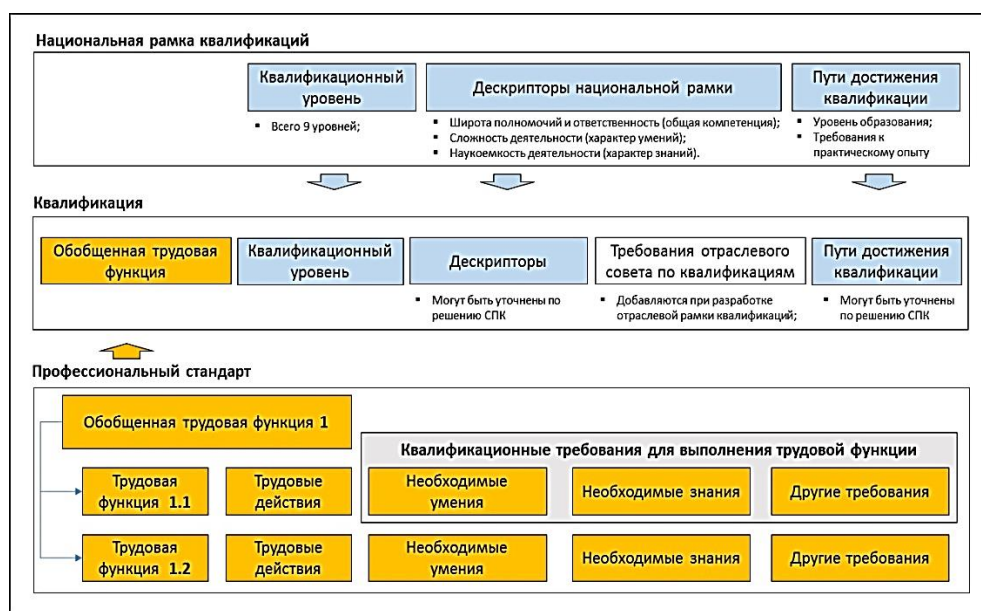 Национальная рамка квалификаций
Квалификационный
уровень
▪ Всего 9 уровней;
Дескрипторы национальной рамки
▪ Широта полномочий и ответственность (общая компетенция);
▪ Сложность деятельности (характер умений);
▪ Наукоемкость деятельности (характер знаний).
Пути достижения
квалификации
▪ Уровень образования;
▪ Требования к
практическому опыту
Квалификация
Обобщенная трудовая
функция
Квалификационный
уровень
Дескрипторы
▪ Могут быть уточнены по
решению СПК
Требования отраслевого
совета по квалификациям
▪ Добавляются при разработке
отраслевой рамки квалификаций;
Пути достижения
квалификации
▪ Могут быть уточнены
по решению СПК
Профессиональный стандарт
Обобщенная трудовая функция 1
Квалификационные требования для выполнения трудовой функции
Трудовая
функция 1.1
Трудовые
действия
Необходимые
умения
Необходимые знания
Другие требования
Трудовая
функция 1.2
Трудовые
действия
Необходимые
умения
Необходимые знания
Другие требования